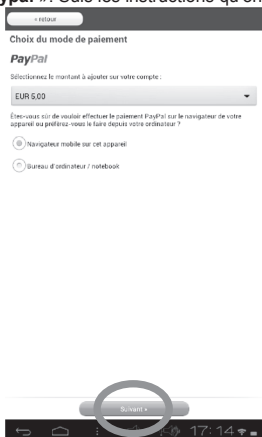 ypal ». Suis les instructions qu'on
« retour
Choix du mode de paiement
PayPal
Sélectionnez le montant à ajouter sur votre compte :
EUR 5,00
Êtes-vous sûr de vouloir effectuer le paiement PayPal sur le navigateur de votre
appareil ou préférez-vous le faire depuis votre ordinateur ?
Navigateur mobile sur cet appareil
Bureau d'ordinateur / notebook
Suivant »
17:14